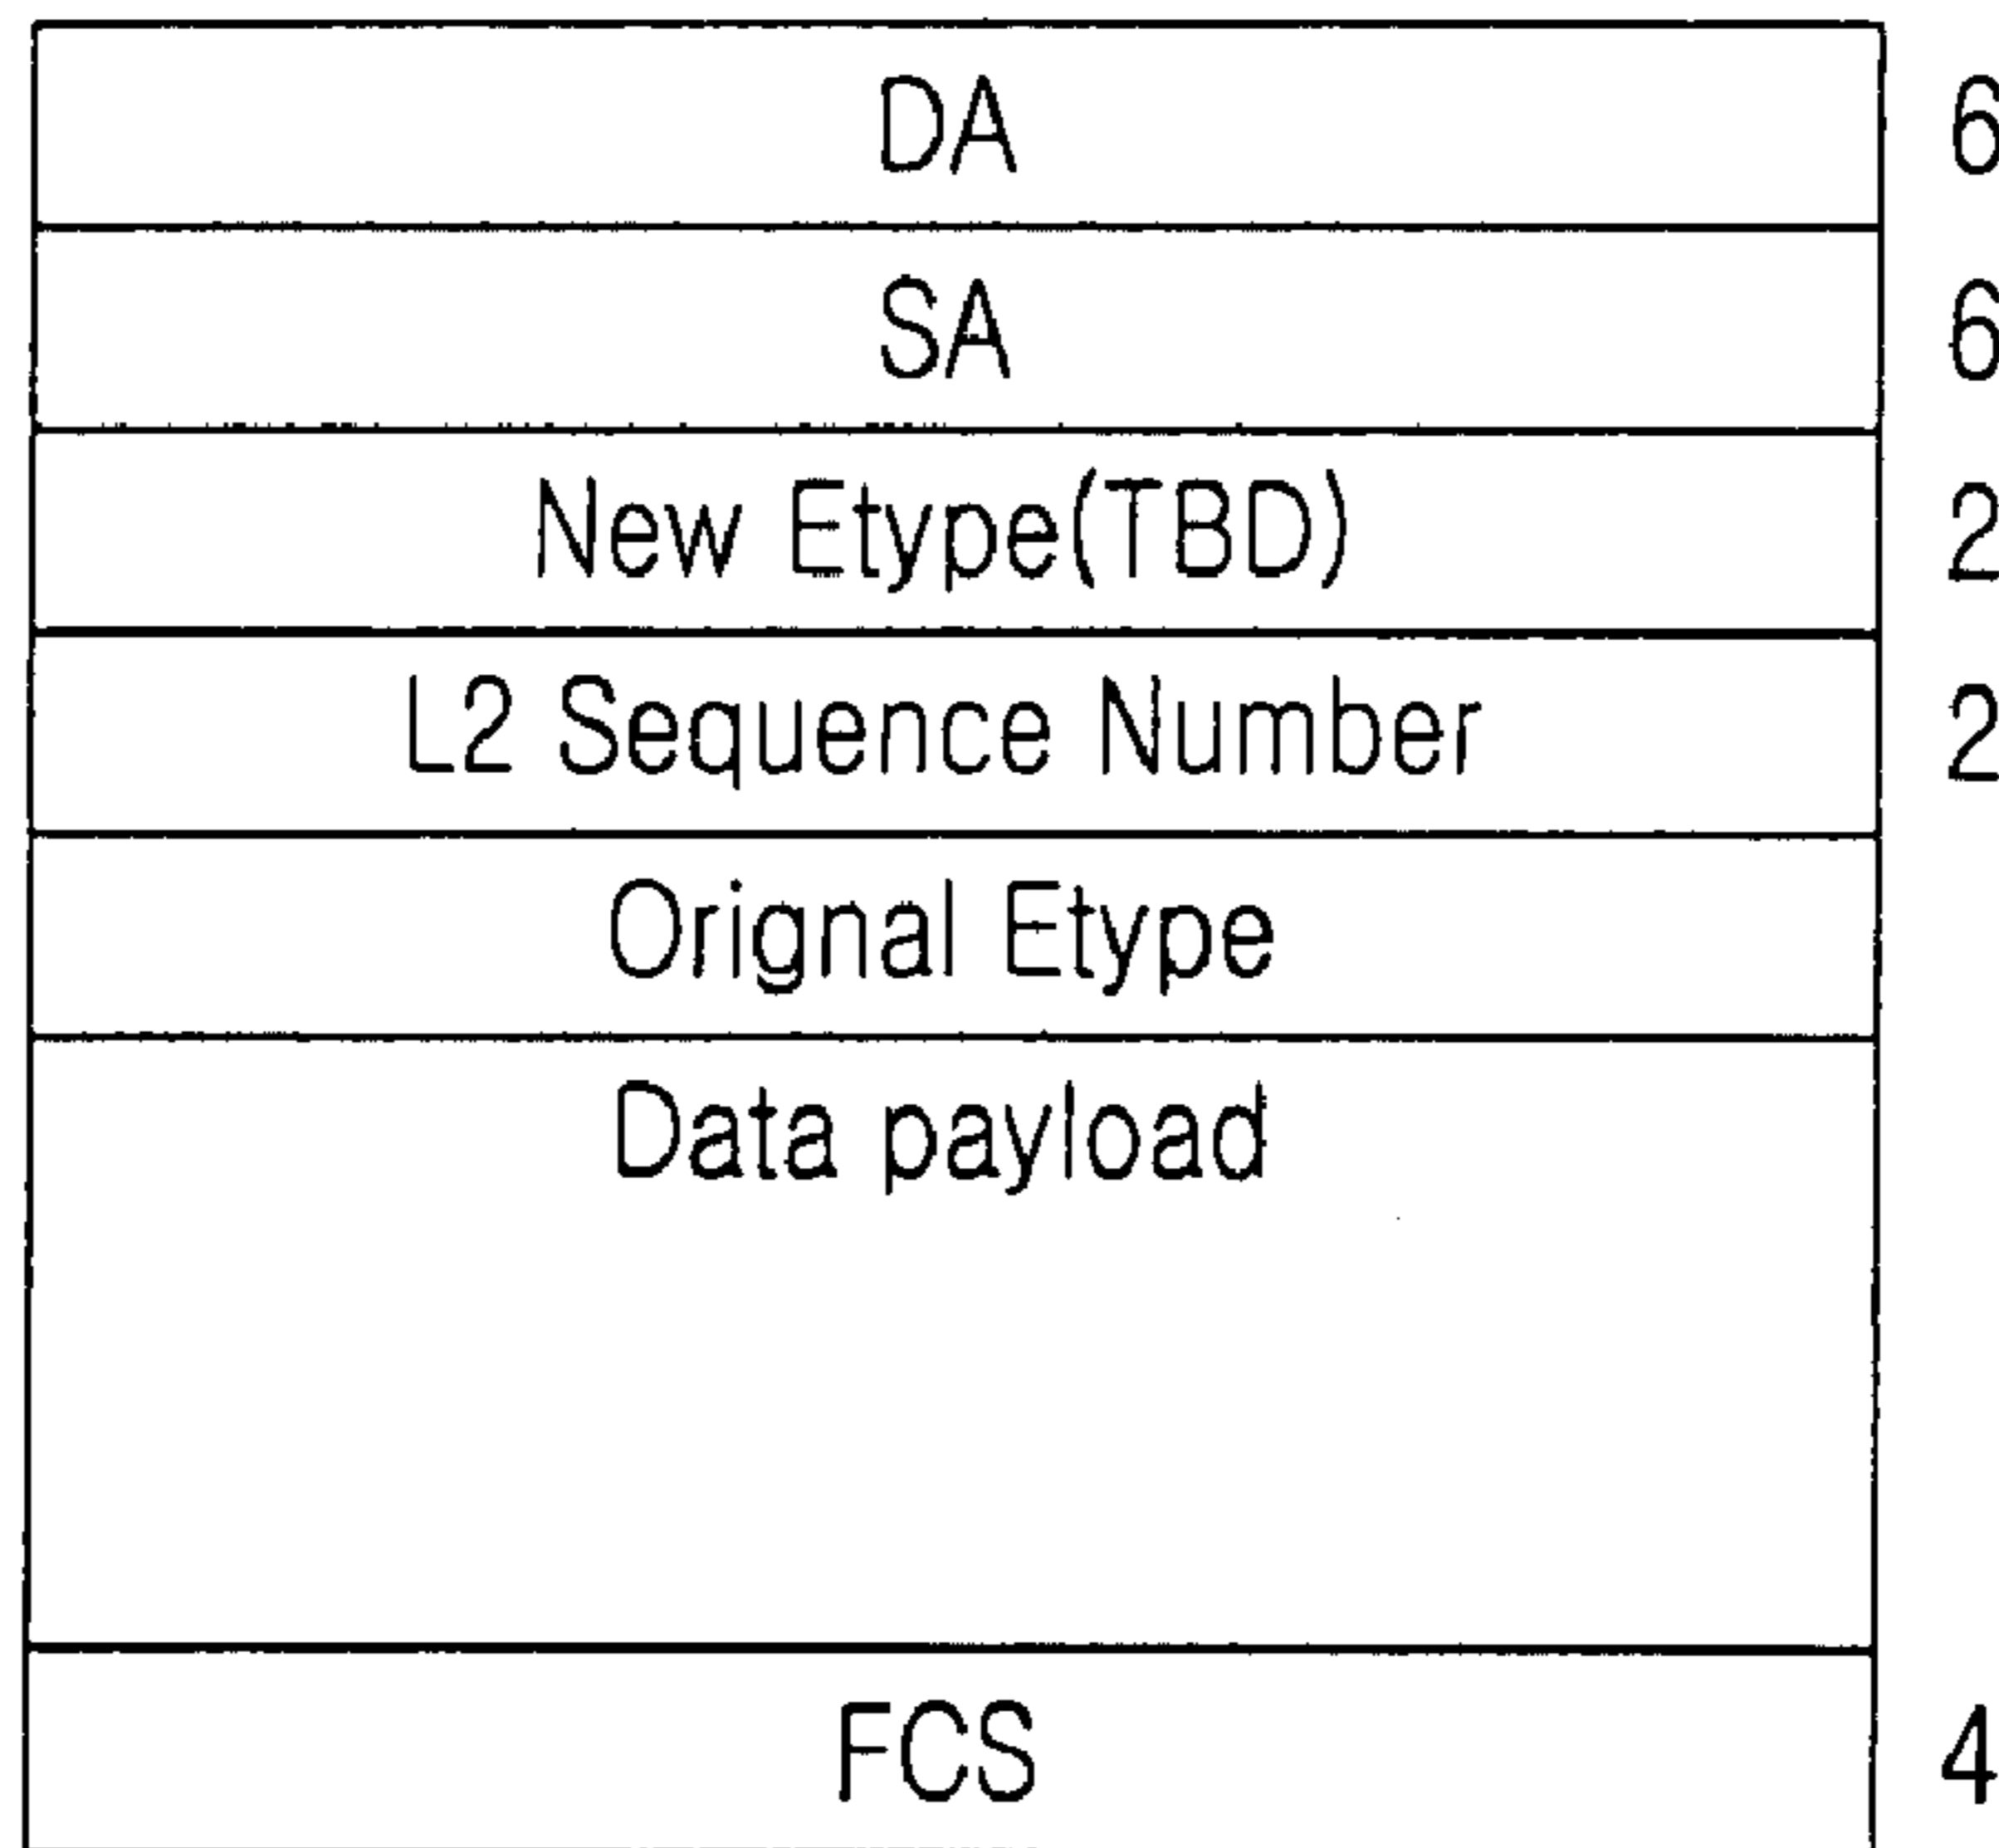 DA 6
SA 6
New Etype(TBD) 2
L2 Sequence Number 2
Orignal Etype
Data payload
FCS 4